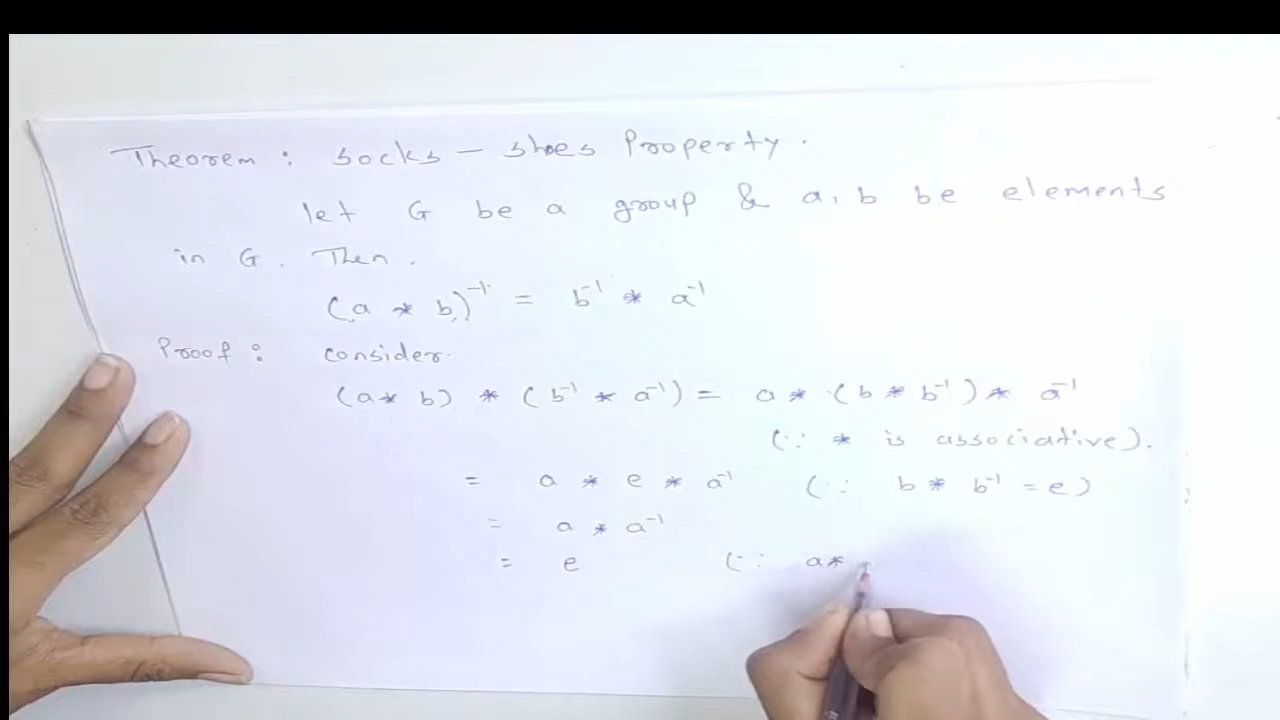 Theorem : socks - shoes Property.
let G be a group & a, b be elements
in G. Then.
(a * b)⁻¹ = b⁻¹ * a⁻¹
Proof : consider.
(a * b) * (b⁻¹ * a⁻¹) = a * (b * b⁻¹) * a⁻¹
(∵ * is associative).
= a * e * a⁻¹ (∵ b * b⁻¹ = e)
= a * a⁻¹
= e (∵ a *